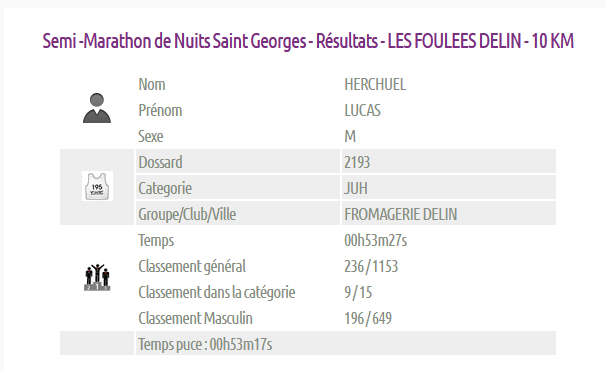 Semi -Marathon de Nuits Saint Georges - Résultats - LES FOULEES DELIN - 10 KM
Nom HERCHUEL
Prénom LUCAS
Sexe M
195
Dossard 2193
Categorie JUH
Groupe/Club/Ville FROMAGERIE DELIN
Temps 00h53m27s
Classement général 236/1153
Classement dans la catégorie 9/15
Classement Masculin 196/649
Temps puce : 00h53m17s